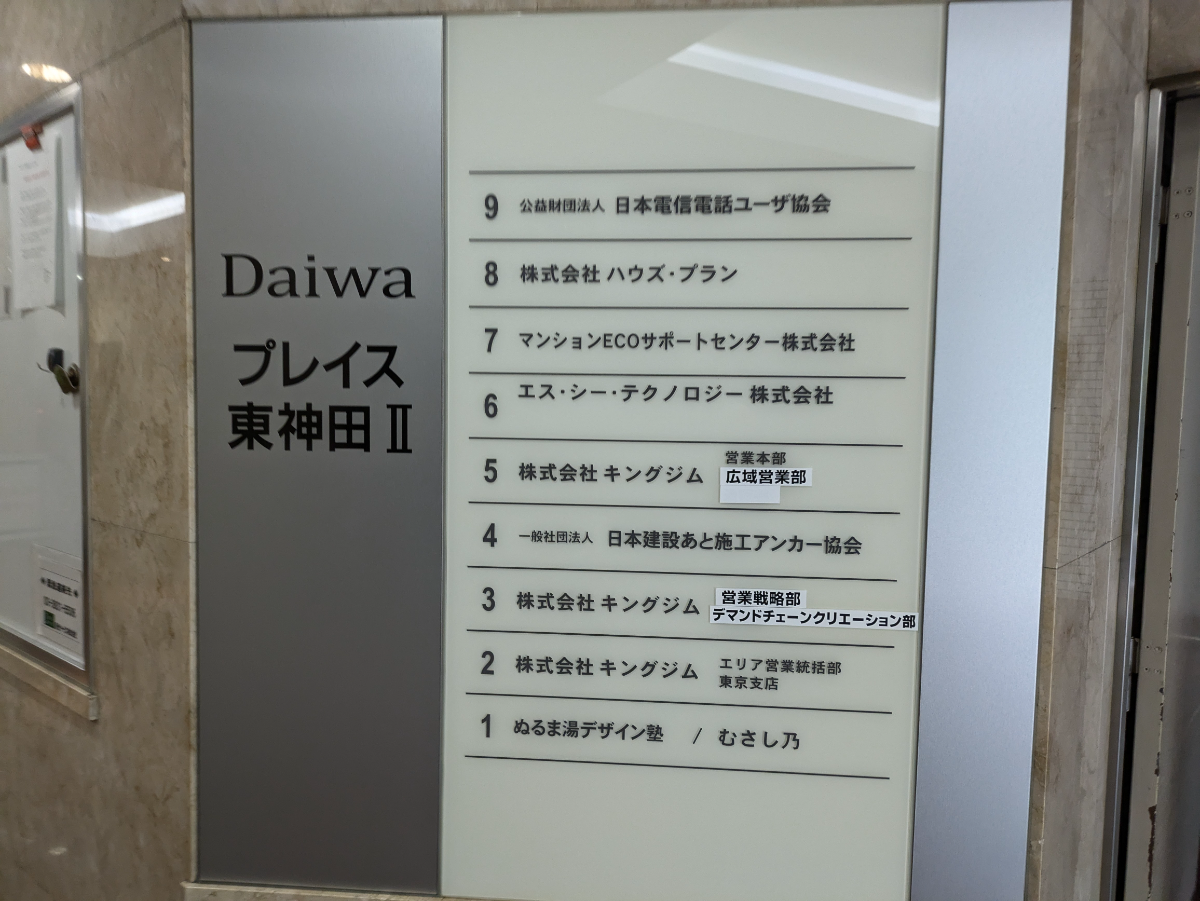 Daiwa
プレイス
東神田Ⅱ
9 公益財団法人 日本電信電話ユーザ協会
8 株式会社 ハウズ・プラン
7 マンションECOサポートセンター株式会社
6 エス・シー・テクノロジー 株式会社
5 株式会社 キングジム 営業本部
広域営業部
4 一般社団法人 日本建設あと施工アンカー協会
3 株式会社 キングジム 営業戦略部
デマンドチェーンクリエーション部
2 株式会社 キングジム エリア営業統括部
東京支店
1 ぬるま湯デザイン塾 / むさし乃